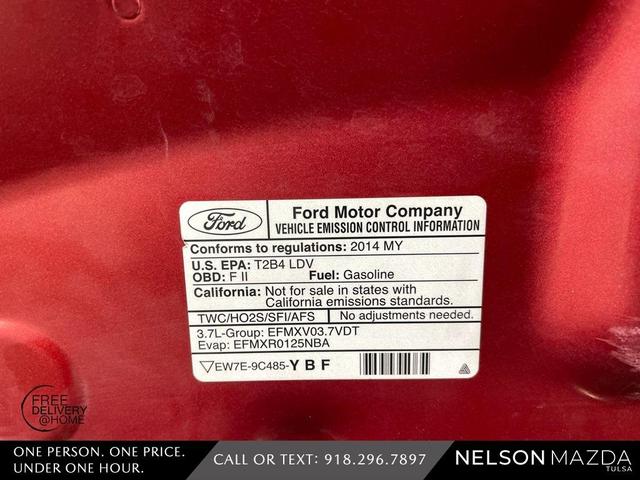 Ford
Ford Motor Company
VEHICLE EMISSION CONTROL INFORMATION
Conforms to regulations: 2014 MY
U.S. EPA: T2B4 LDV
OBD: F II Fuel: Gasoline
California: Not for sale in states with
California emissions standards.
TWC/HO2S/SFI/AFS No adjustments needed.
3.7L-Group: EFMXV03.7VDT
Evap: EFMXR0125NBA
EW7E-9C485-Y B F
FREE
DELIVERY
@HOME
ONE PERSON. ONE PRICE.
UNDER ONE HOUR.
CALL OR TEXT: 918.296.7897
NELSON MAZDA
TULSA